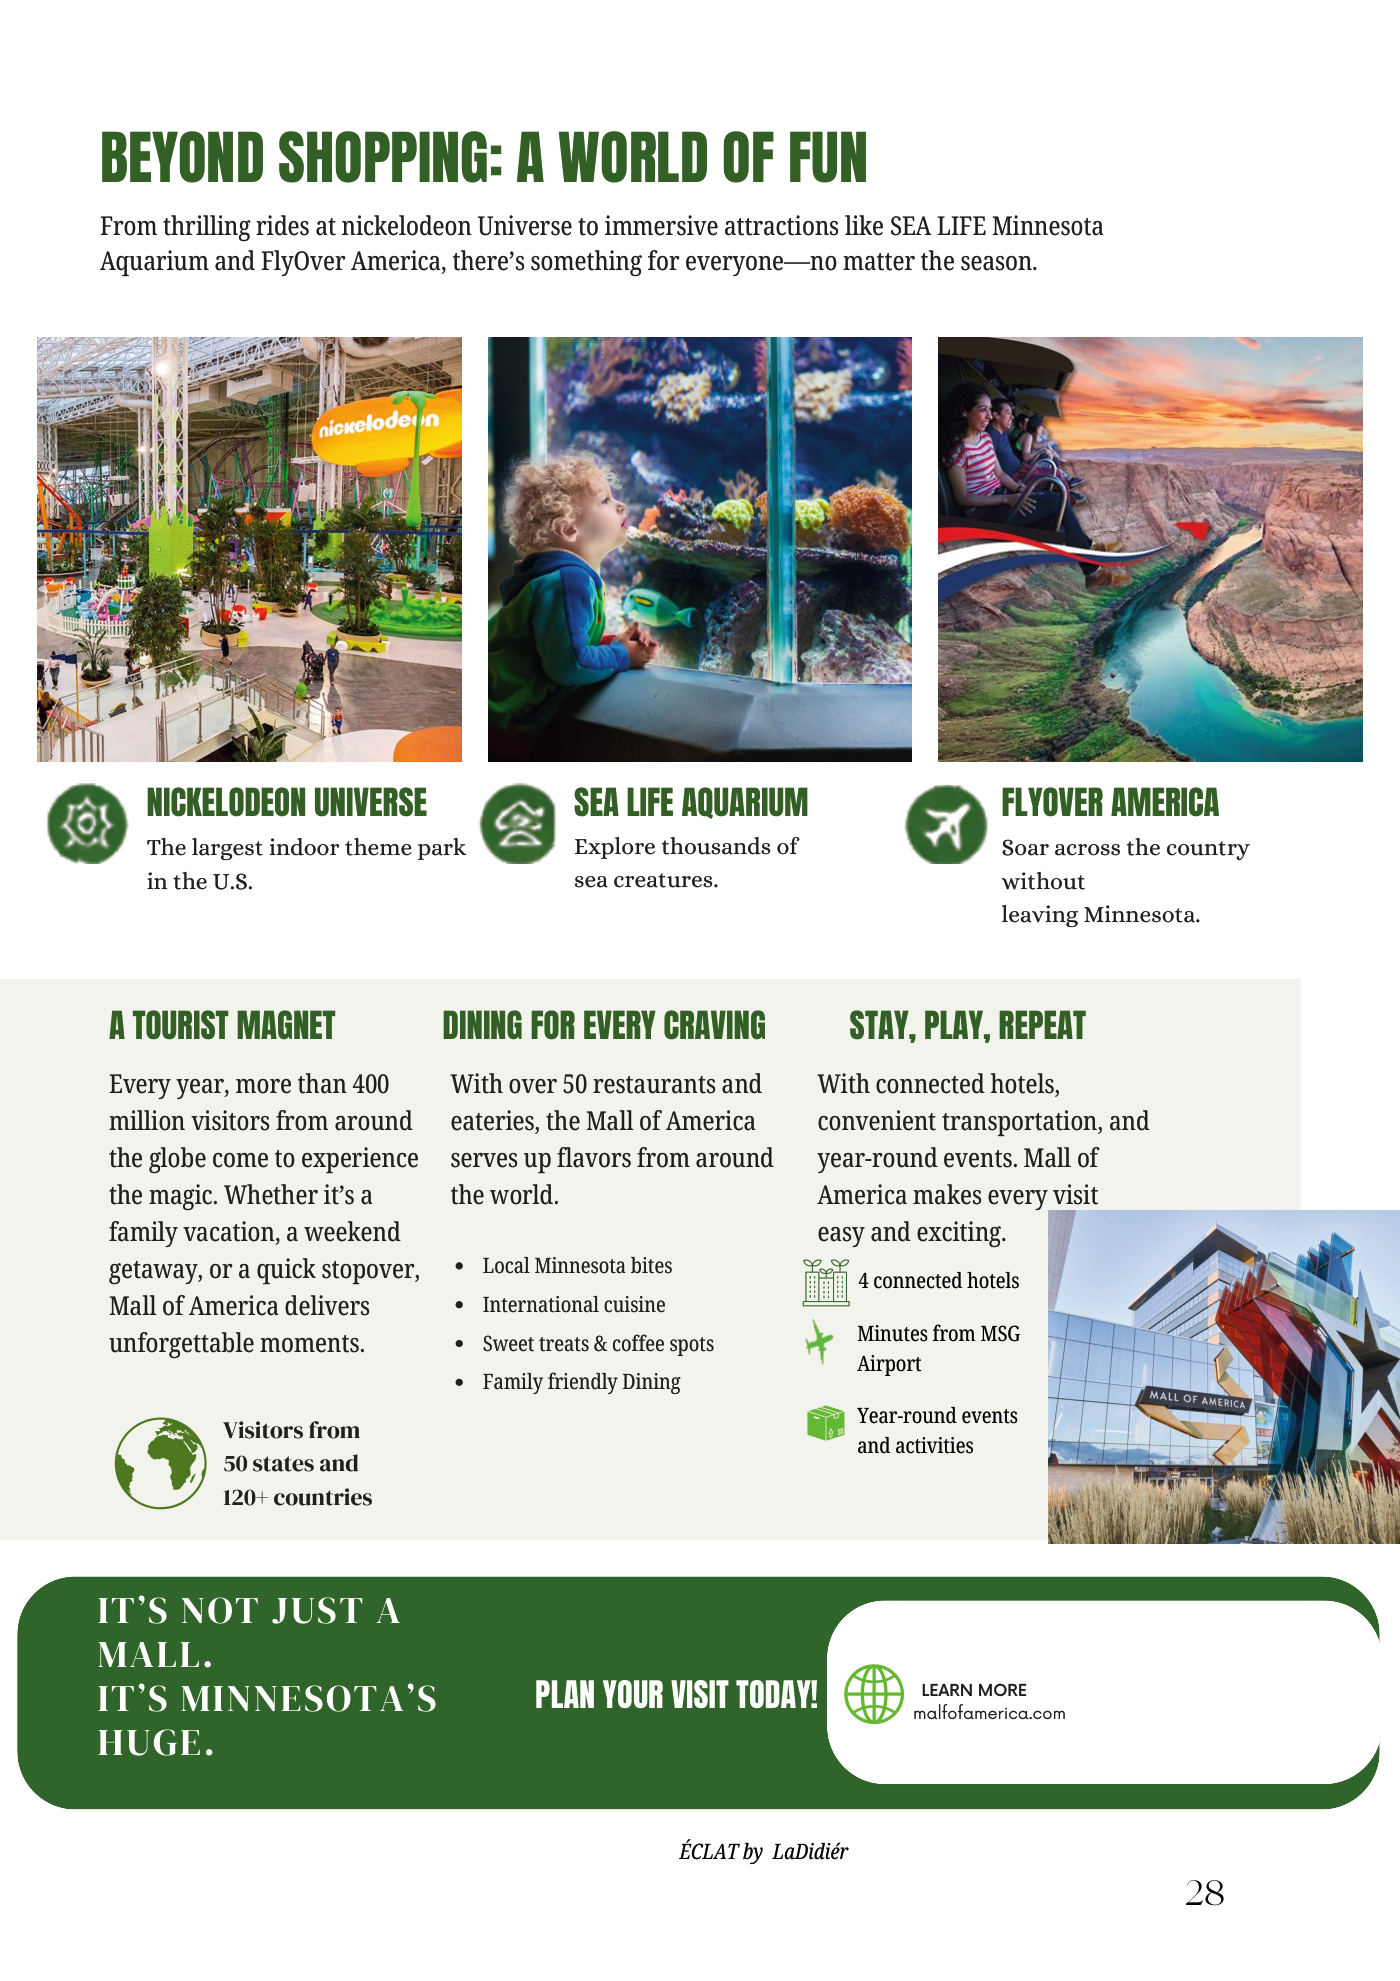 BEYOND SHOPPING: A WORLD OF FUN
From thrilling rides at nickelodeon Universe to immersive attractions like SEA LIFE Minnesota
Aquarium and FlyOver America, there’s something for everyone—no matter the season.
nickelodeon
NICKELODEON UNIVERSE
The largest indoor theme park
in the U.S.
SEA LIFE AQUARIUM
Explore thousands of
sea creatures.
FLYOVER AMERICA
Soar across the country
without
leaving Minnesota.
A TOURIST MAGNET
Every year, more than 400
million visitors from around
the globe come to experience
the magic. Whether it’s a
family vacation, a weekend
getaway, or a quick stopover,
Mall of America delivers
unforgettable moments.
Visitors from
50 states and
120+ countries
DINING FOR EVERY CRAVING
With over 50 restaurants and
eateries, the Mall of America
serves up flavors from around
the world.
• Local Minnesota bites
• International cuisine
• Sweet treats & coffee spots
• Family friendly Dining
STAY, PLAY, REPEAT
With connected hotels,
convenient transportation, and
year-round events. Mall of
America makes every visit
easy and exciting.
4 connected hotels
Minutes from MSG
Airport
Year-round events
and activities
MALL OF AMERICA
IT’S NOT JUST A
MALL.
IT’S MINNESOTA’S
HUGE.
PLAN YOUR VISIT TODAY!
LEARN MORE
malfofamerica.com
ÉCLAT by LaDidiér
28